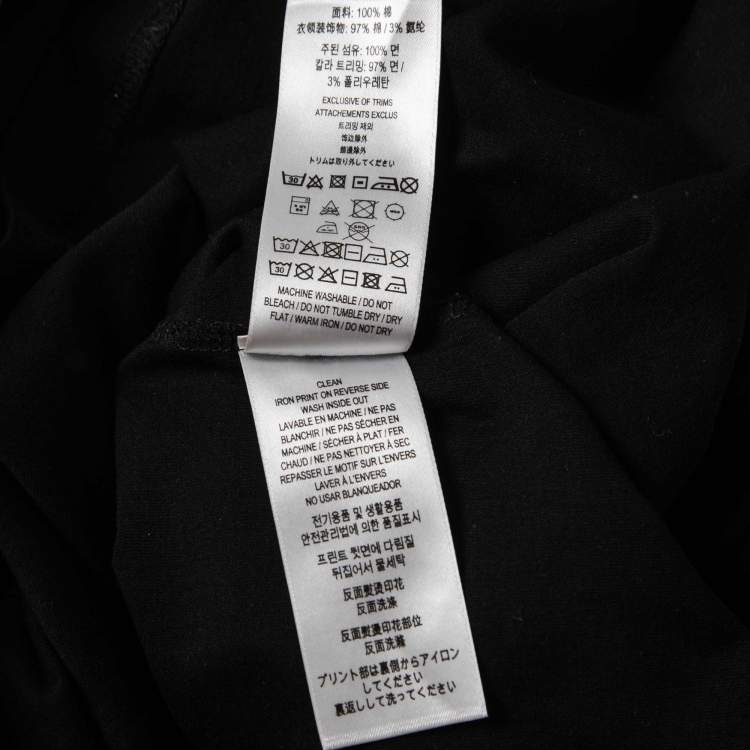 面料: 100% 棉
衣领装饰物: 97% 棉 / 3% 氨纶
주된 섬유: 100% 면
칼라 트리밍: 97% 면 /
3% 폴리우레탄
EXCLUSIVE OF TRIMS
ATTACHEMENTS EXCLUS
트리밍 제외
饰边除外
飾邊除外
トリムは取り外してください
30
30
30
MACHINE WASHABLE / DO NOT
BLEACH / DO NOT TUMBLE DRY / DRY
FLAT / WARM IRON / DO NOT DRY
CLEAN
IRON PRINT ON REVERSE SIDE
WASH INSIDE OUT
LAVABLE EN MACHINE / NE PAS
BLANCHIR / NE PAS SÉCHER EN
MACHINE / SÉCHER À PLAT / FER
CHAUD / NE PAS NETTOYER À SEC
REPASSER LE MOTIF SUR L'ENVERS
LAVER À L'ENVERS
NO USAR BLANQUEADOR
전기용품 및 생활용품
안전관리법에 의한 품질표시
프린트 뒷면에 다림질
뒤집어서 물세탁
反面熨烫印花
反面洗涤
反面熨燙印花部位
反面洗滌
プリント部は裏側からアイロン
してください
裏返しして洗ってください